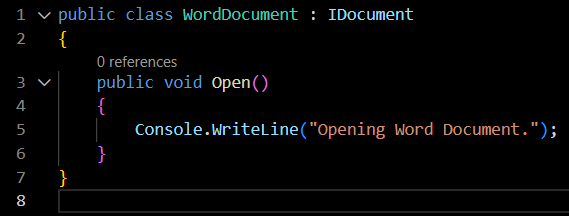 1 public class WordDocument : IDocument
2 {
0 references
3 public void Open()
4 {
5 Console.WriteLine("Opening Word Document.");
6 }
7 }
8